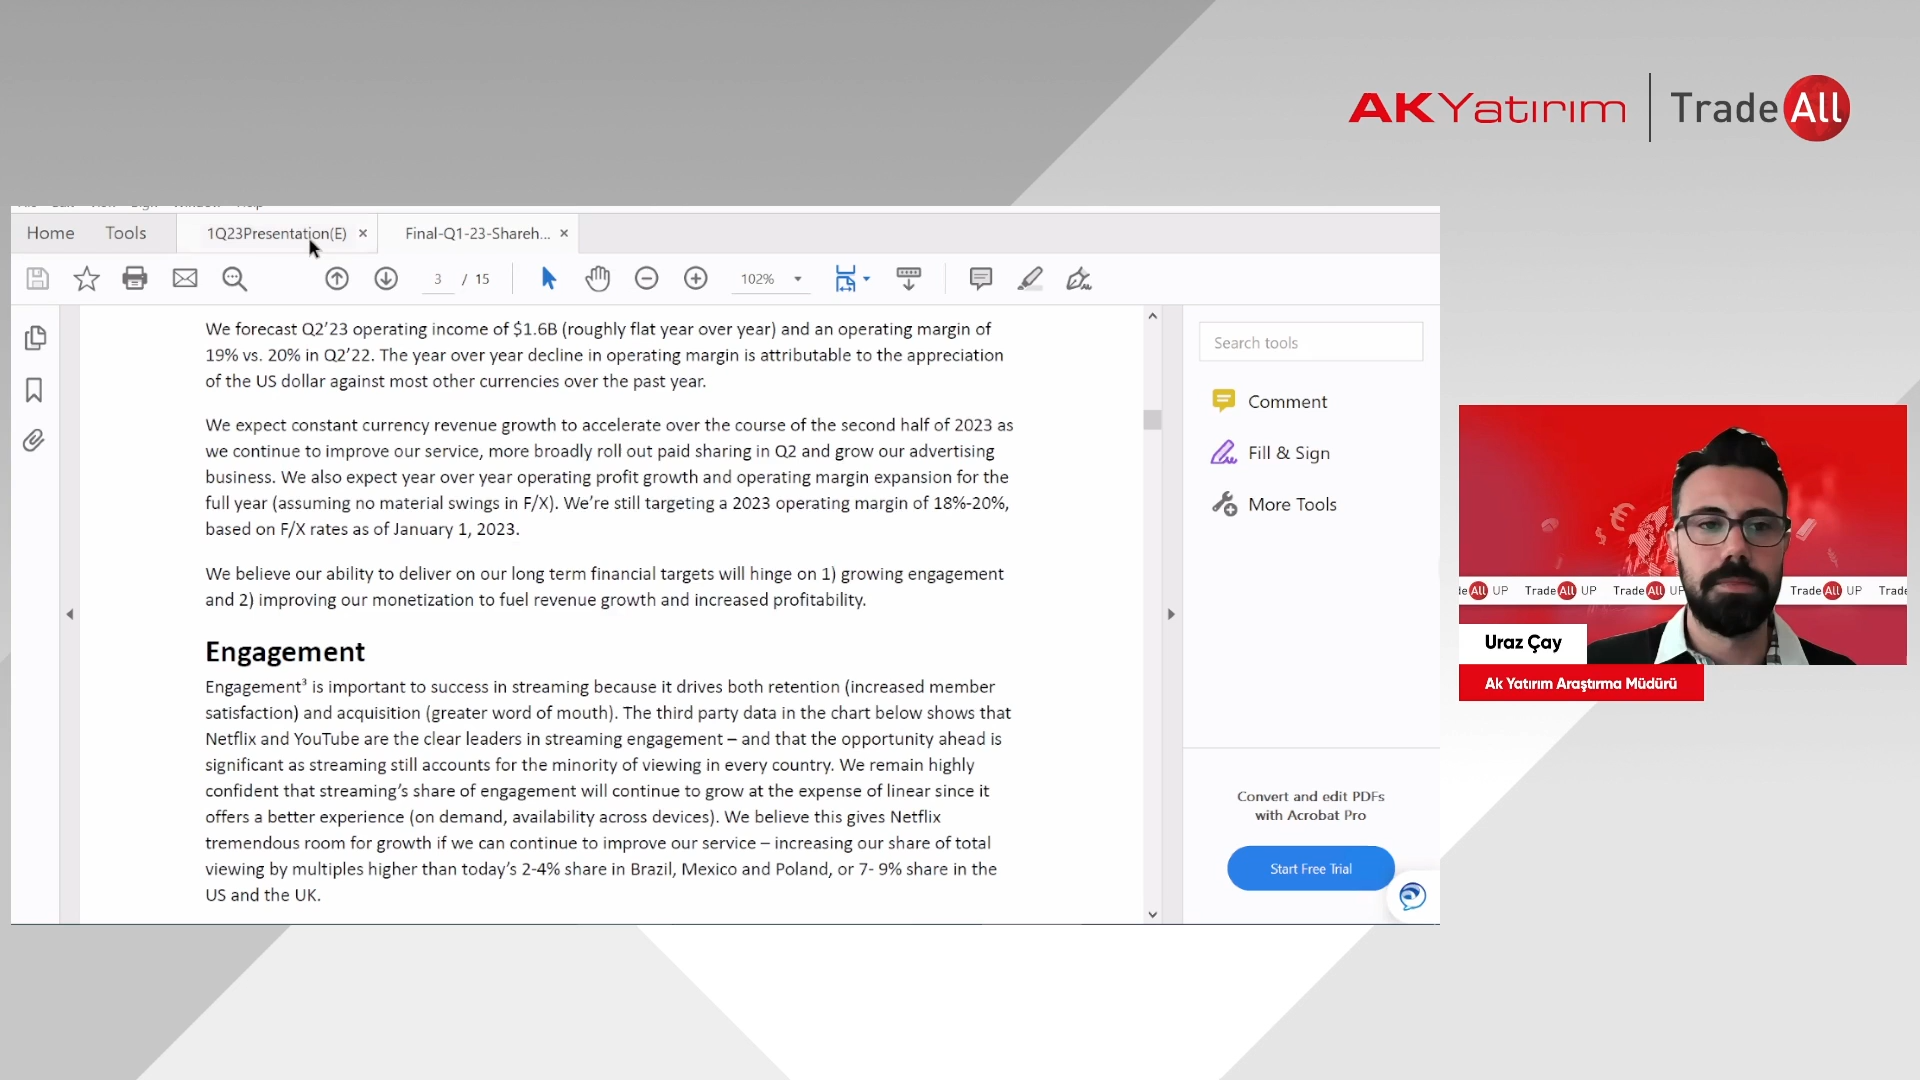 AKYatırım | TradeAll
Home Tools 1Q23Presentation(E) × Final-Q1-23-Shareh... ×
3 / 15 102%
We forecast Q2’23 operating income of $1.6B (roughly flat year over year) and an operating margin of
19% vs. 20% in Q2’22. The year over year decline in operating margin is attributable to the appreciation
of the US dollar against most other currencies over the past year.
We expect constant currency revenue growth to accelerate over the course of the second half of 2023 as
we continue to improve our service, more broadly roll out paid sharing in Q2 and grow our advertising
business. We also expect year over year operating profit growth and operating margin expansion for the
full year (assuming no material swings in F/X). We’re still targeting a 2023 operating margin of 18%-20%,
based on F/X rates as of January 1, 2023.
We believe our ability to deliver on our long term financial targets will hinge on 1) growing engagement
and 2) improving our monetization to fuel revenue growth and increased profitability.
Engagement
Engagement³ is important to success in streaming because it drives both retention (increased member
satisfaction) and acquisition (greater word of mouth). The third party data in the chart below shows that
Netflix and YouTube are the clear leaders in streaming engagement – and that the opportunity ahead is
significant as streaming still accounts for the minority of viewing in every country. We remain highly
confident that streaming’s share of engagement will continue to grow at the expense of linear since it
offers a better experience (on demand, availability across devices). We believe this gives Netflix
tremendous room for growth if we can continue to improve our service – increasing our share of total
viewing by multiples higher than today’s 2-4% share in Brazil, Mexico and Poland, or 7- 9% share in the
US and the UK.
Search tools
Comment
Fill & Sign
More Tools
Convert and edit PDFs
with Acrobat Pro
Start Free Trial
All UP TradeAll UP TradeAll UP TradeAll UP Trade
Uraz Çay
Ak Yatırım Araştırma Müdürü